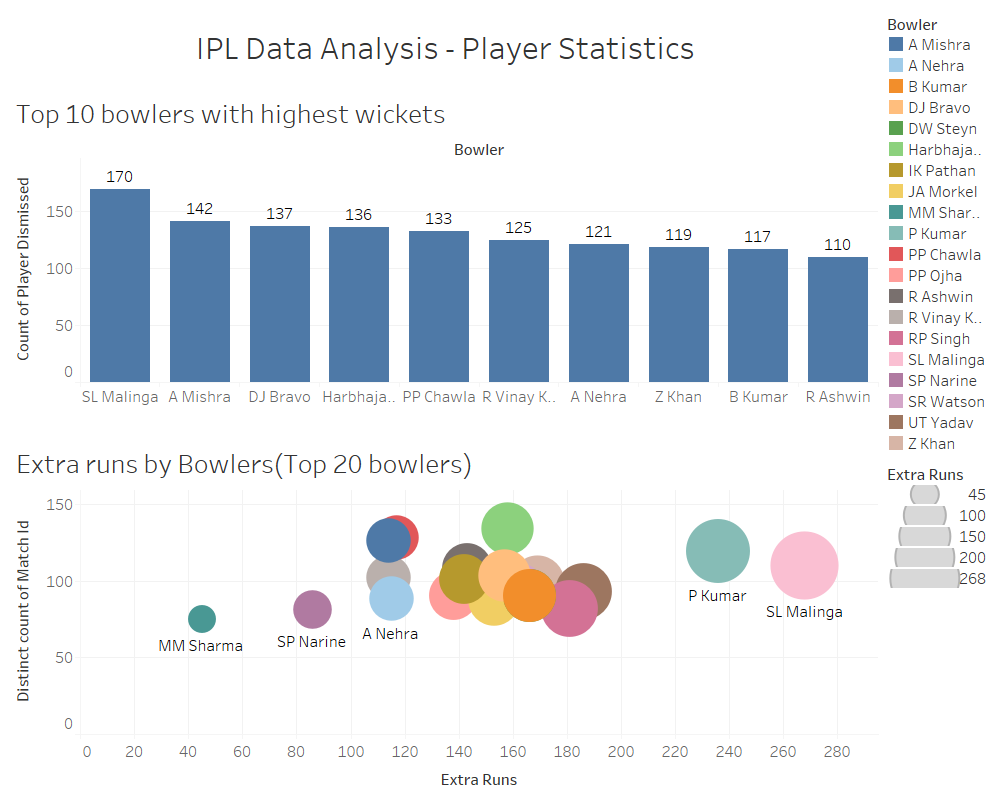 IPL Data Analysis - Player Statistics
Bowler
A Mishra
A Nehra
B Kumar
DJ Bravo
DW Steyn
Harbhaja..
IK Pathan
JA Morkel
MM Shar..
P Kumar
PP Chawla
PP Ojha
R Ashwin
R Vinay K..
RP Singh
SL Malinga
SP Narine
SR Watson
UT Yadav
Z Khan
Extra Runs
45
100
150
200
268
Top 10 bowlers with highest wickets
Bowler
Count of Player Dismissed
150
100
50
0
170
142
137
136
133
125
121
119
117
110
SL Malinga A Mishra DJ Bravo Harbhaja.. PP Chawla R Vinay K.. A Nehra Z Khan B Kumar R Ashwin
Extra runs by Bowlers(Top 20 bowlers)
Distinct count of Match Id
150
100
50
0
MM Sharma
SP Narine
A Nehra
P Kumar
SL Malinga
0 20 40 60 80 100 120 140 160 180 200 220 240 260 280
Extra Runs